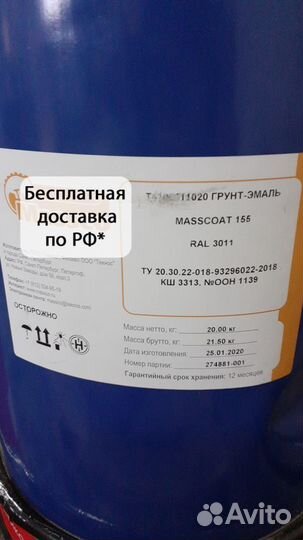 Бесплатная
доставка
по РФ*
ГРУНТ-ЭМАЛЬ
MASSCOAT 155
RAL 3011
ТУ 20.30.22-018-93296022-2018
КШ 3313. №ООН 1139
ОСТОРОЖНО
Масса нетто, кг: 20.00 кг
Масса брутто, кг: 21.50 кг
Дата изготовления: 25.01.2020
Номер партии: 274881-001
Гарантийный срок хранения: 12 месяцев
Avito